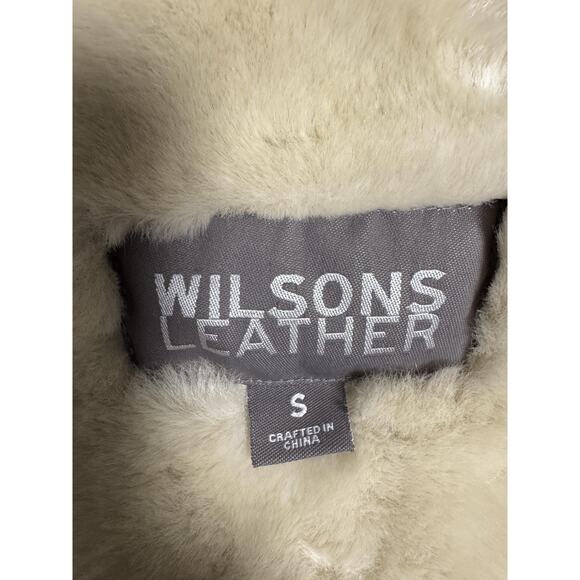 WILSONS
LEATHER
S
CRAFTED IN
CHINA